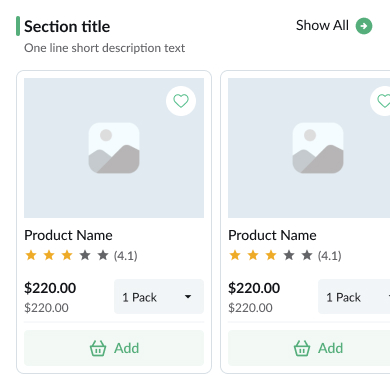 Section title
Show All
One line short description text
Product Name
(4.1)
$220.00
$220.00
1 Pack
Add
Product Name
(4.1)
$220.00
$220.00
1 Pack
Add